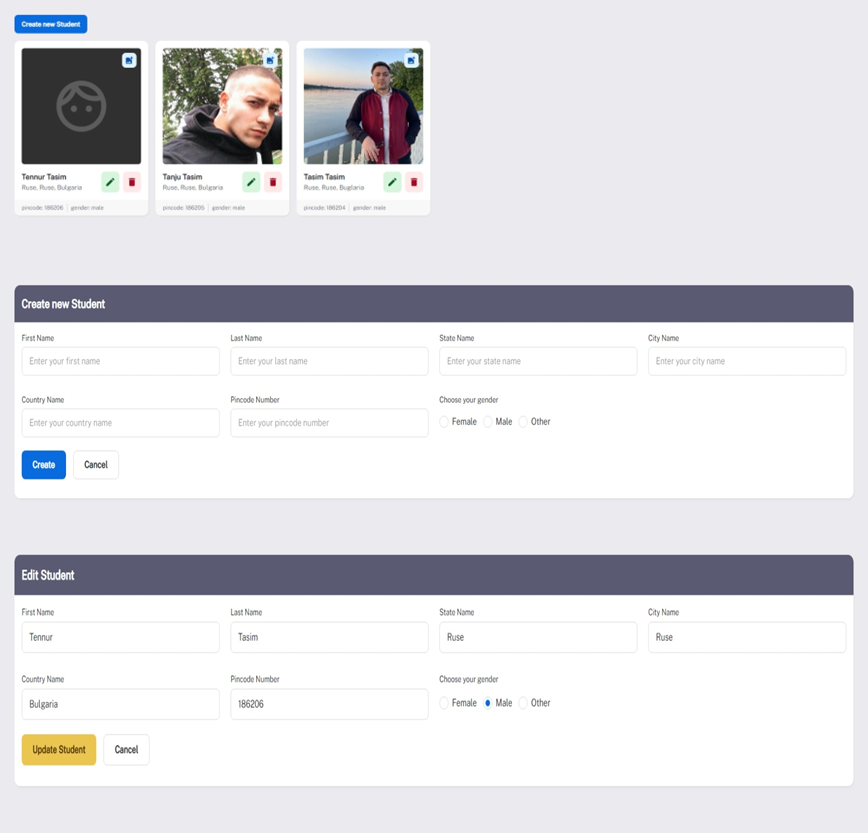 Create new Student
Tennur Tasim
Ruse, Ruse, Bulgaria
pincode: 186206 | gender: male
Tanju Tasim
Ruse, Ruse, Bulgaria
pincode: 186205 | gender: male
Tasim Tasim
Ruse, Ruse, Buglaria
pincode: 186204 | gender: male
Create new Student
First Name Last Name State Name City Name
Enter your first name Enter your last name Enter your state name Enter your city name
Country Name Pincode Number Choose your gender
Enter your country name Enter your pincode number Female Male Other
Create Cancel
Edit Student
First Name Last Name State Name City Name
Tennur Tasim Ruse Ruse
Country Name Pincode Number Choose your gender
Bulgaria 186206 Female Male Other
Update Student Cancel